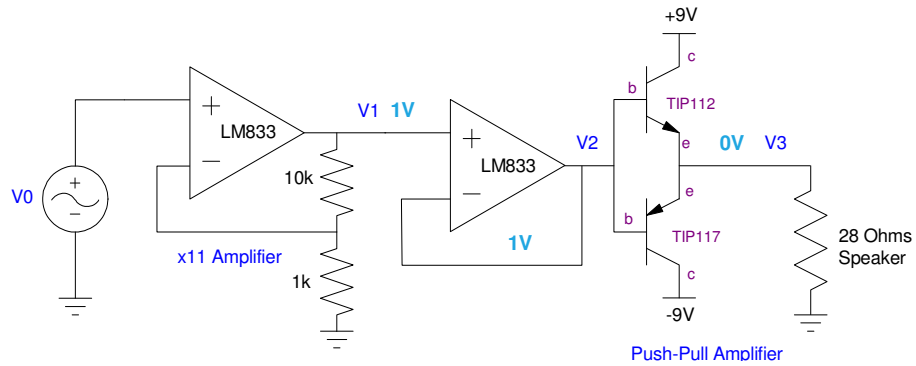 +9V
c
b
TIP112
V1 1V
+
LM833
+
LM833
V2
e
0V V3
V0
+
−
−
10k
−
e
b
TIP117
28 Ohms
Speaker
1V
x11 Amplifier
1k
c
-9V
Push-Pull Amplifier